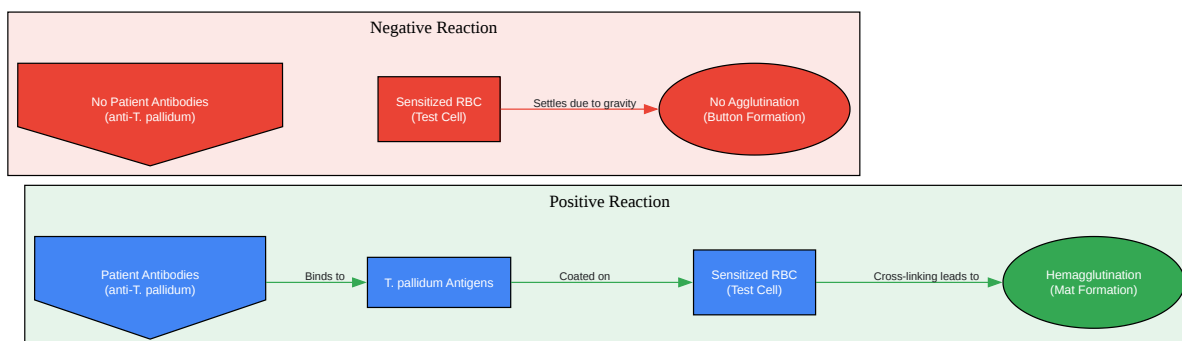 Negative Reaction
No Patient Antibodies
(anti-T. pallidum)
Sensitized RBC
(Test Cell)
Settles due to gravity
No Agglutination
(Button Formation)
Positive Reaction
Patient Antibodies
(anti-T. pallidum)
Binds to
T. pallidum Antigens
Coated on
Sensitized RBC
(Test Cell)
Cross-linking leads to
Hemagglutination
(Mat Formation)